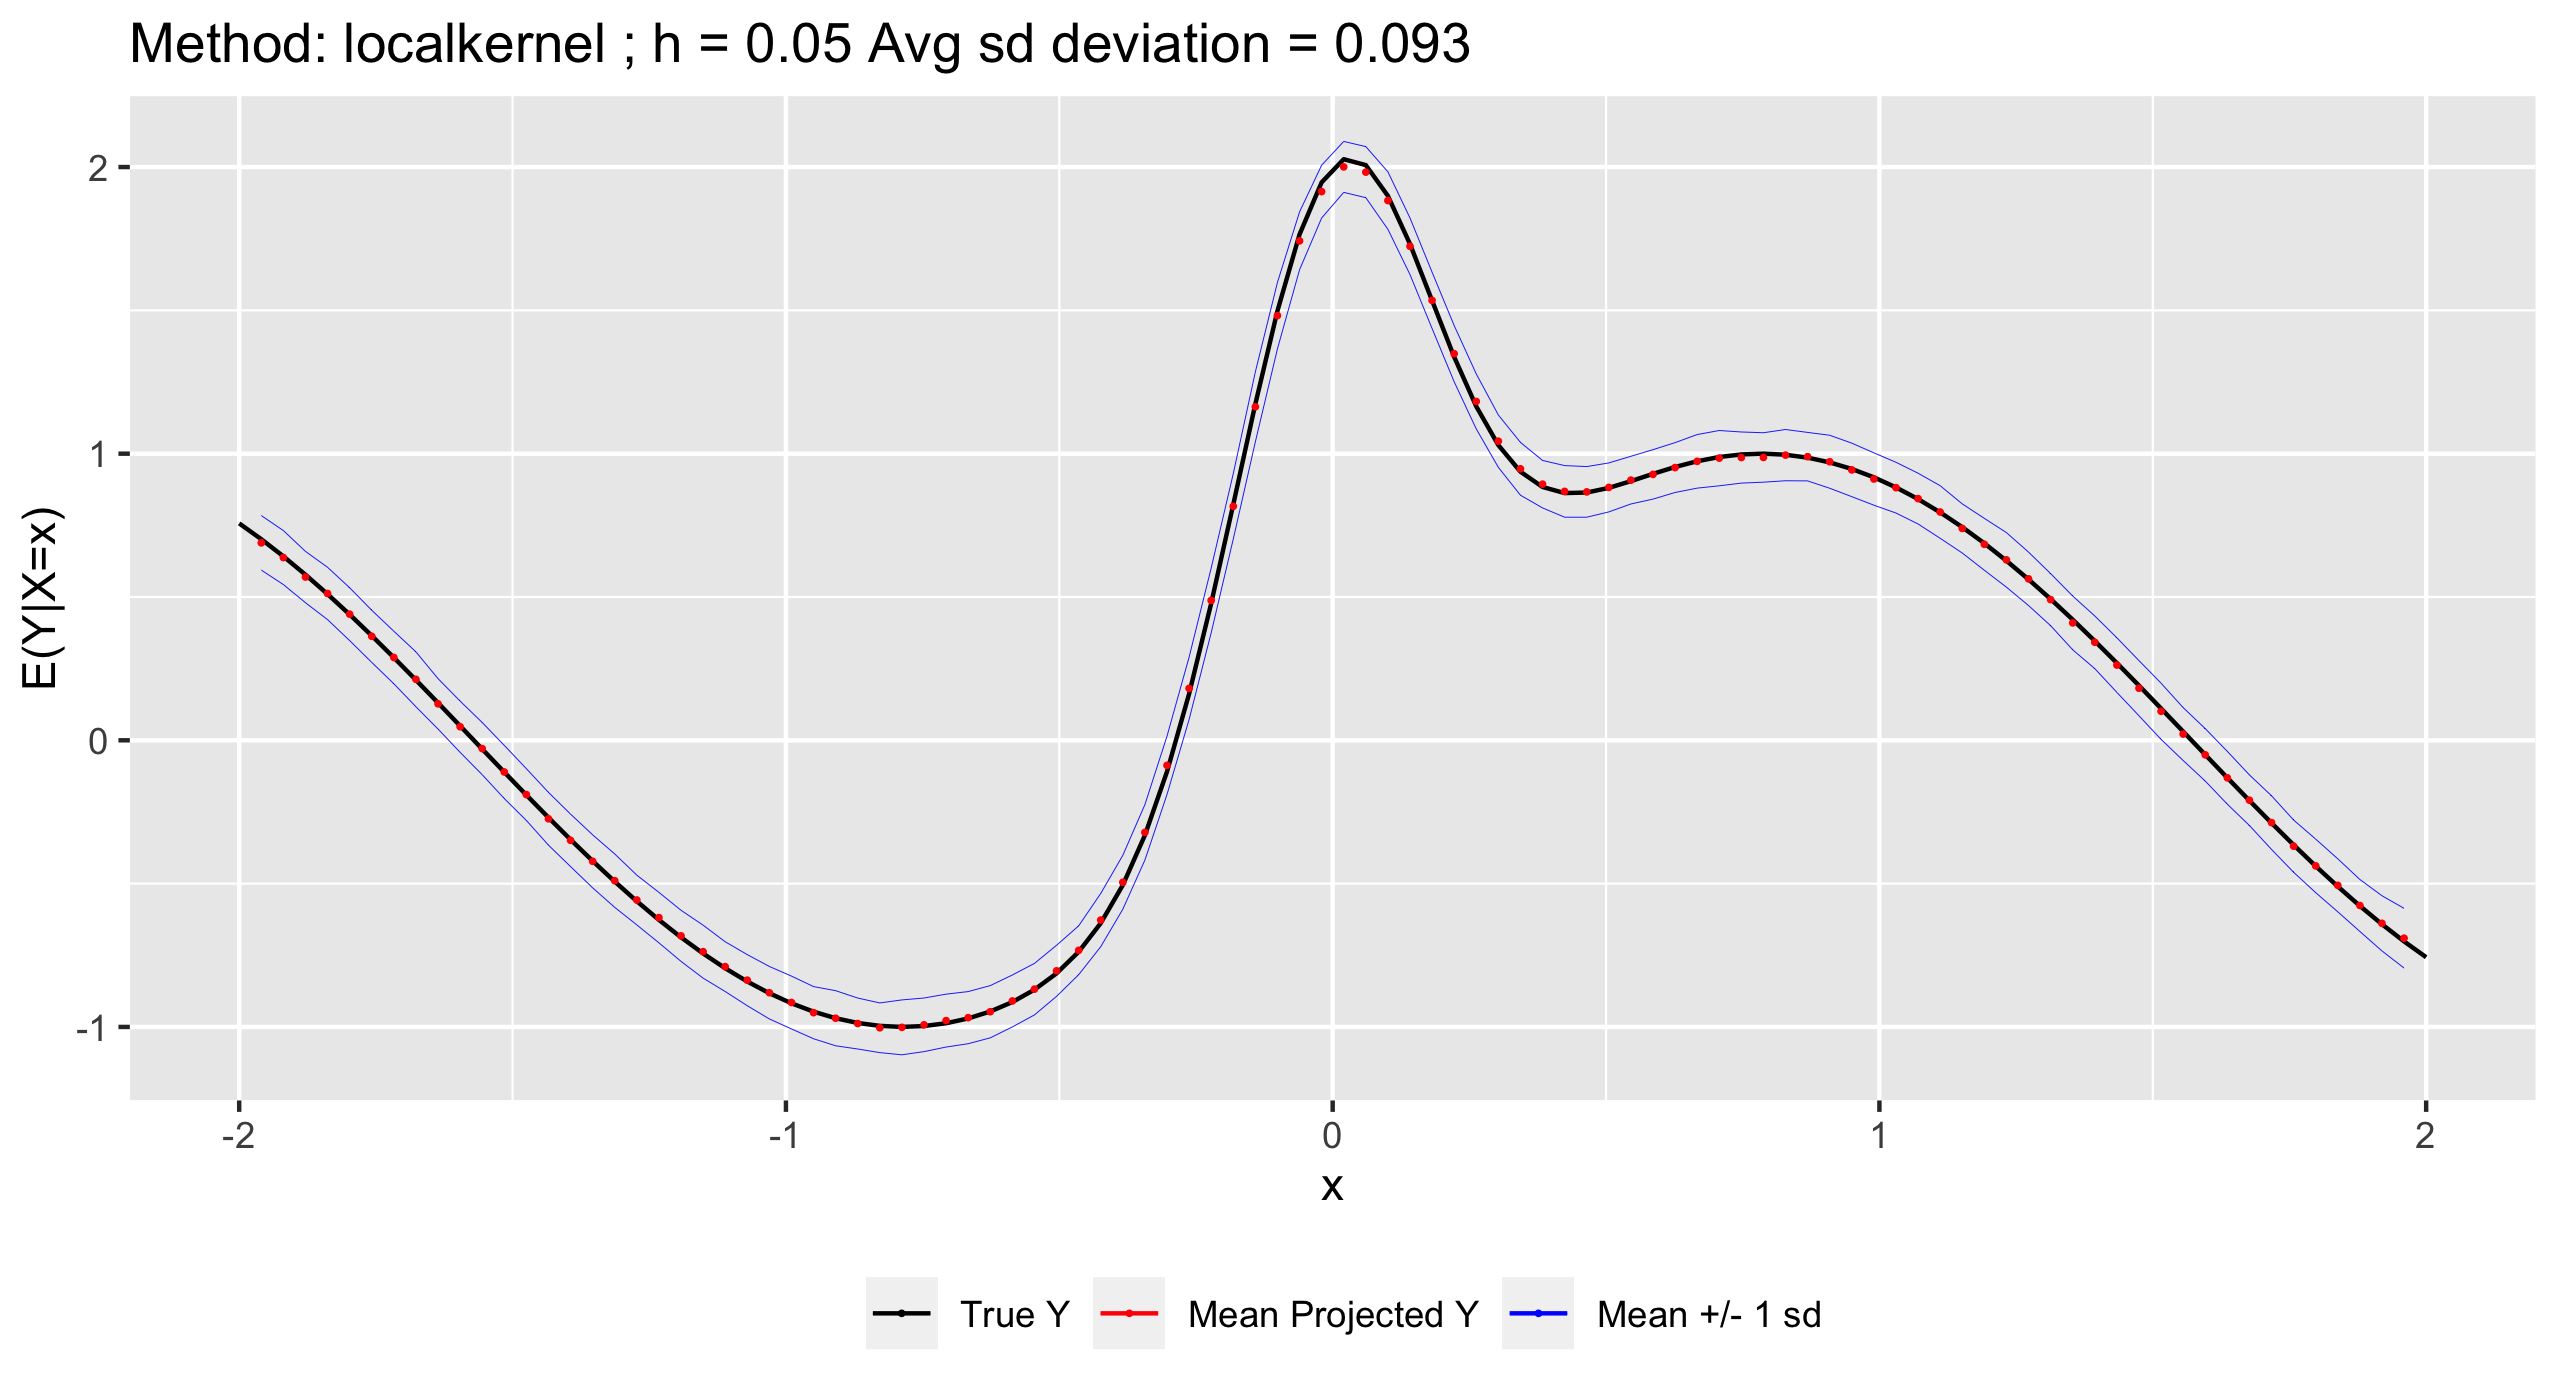 Method: localkernel ; h = 0.05 Avg sd deviation = 0.093
E(Y|X=x)
2
1
0
-1
-2 -1 0 1 2
x
True Y Mean Projected Y Mean +/- 1 sd